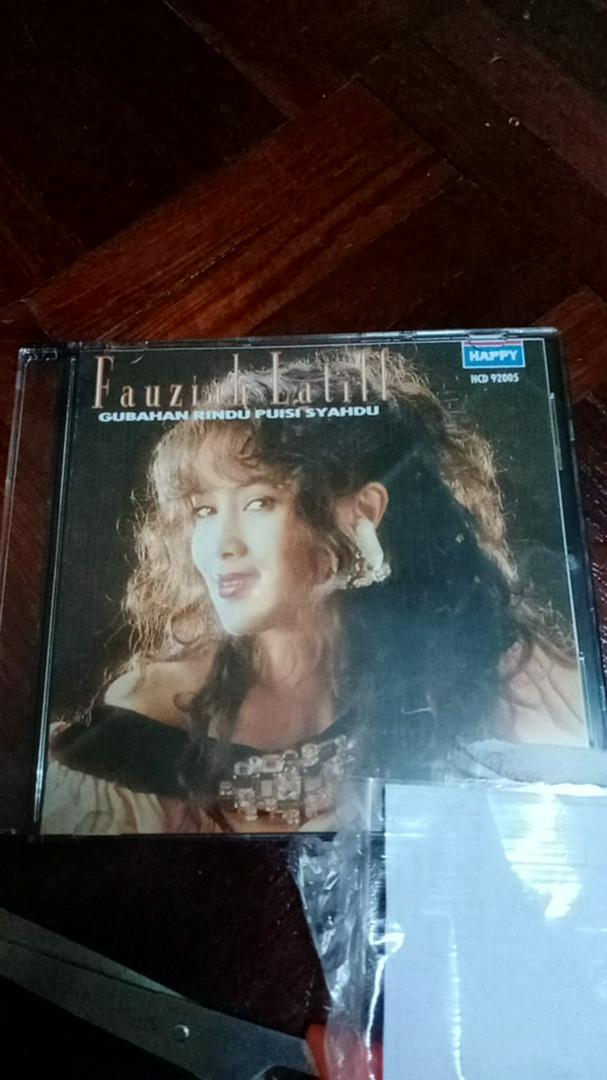 Fauziah Latiff
GUBAHAN RINDU PUISI SYAHDU
HAPPY
HCD 92005